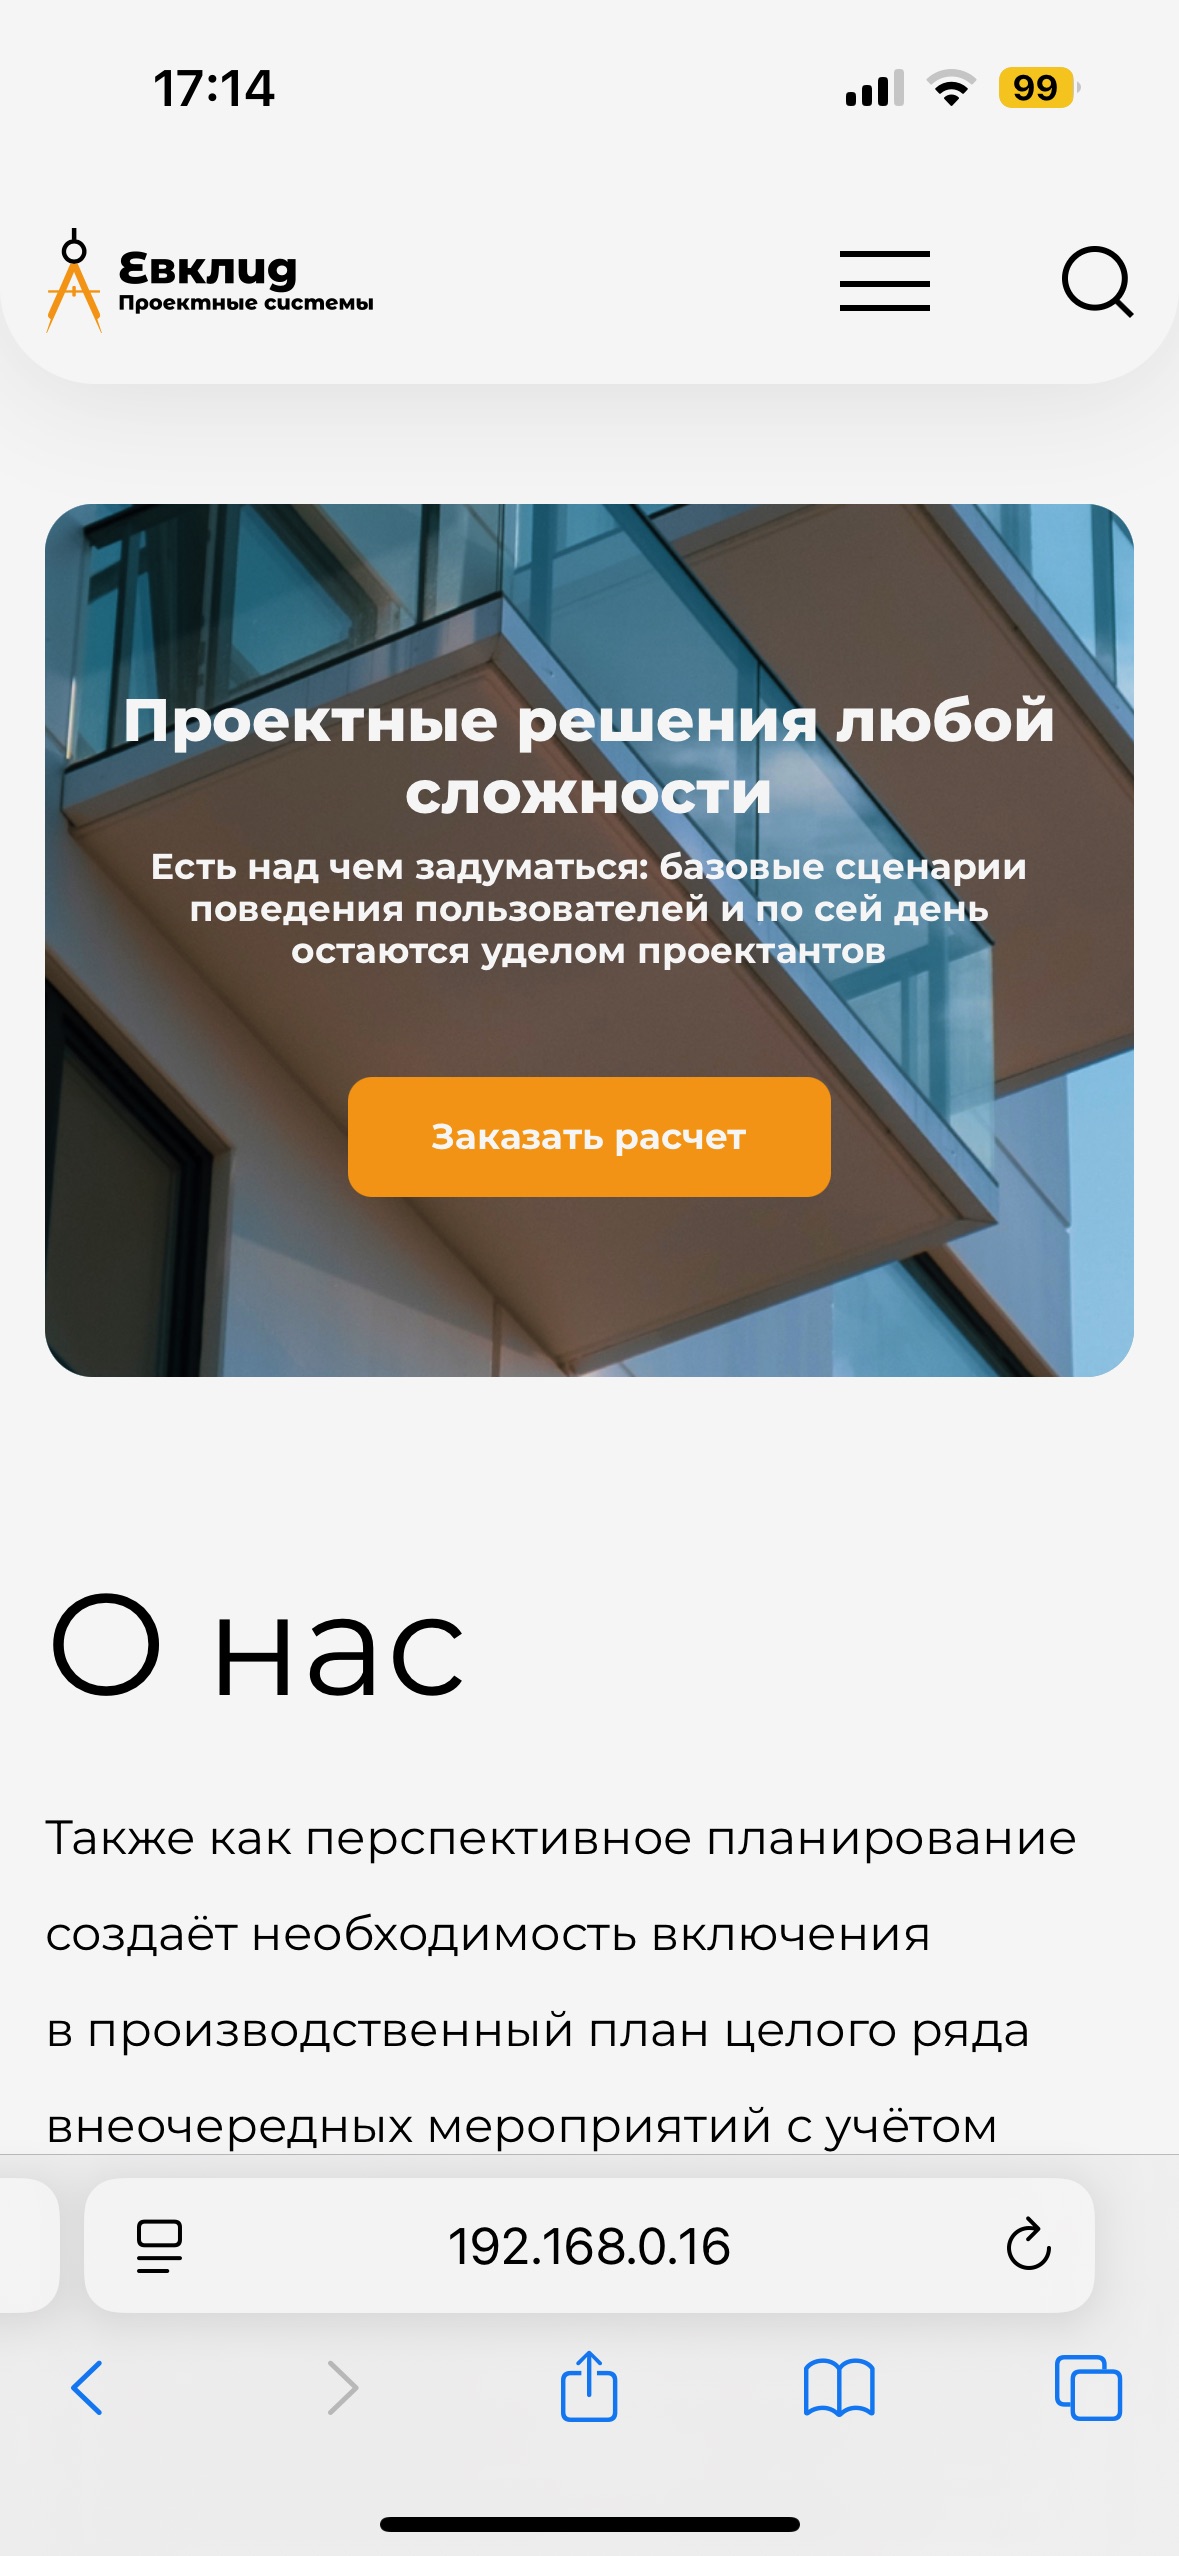 17:14
99
Евклид
Проектные системы
Проектные решения любой
сложности
Есть над чем задуматься: базовые сценарии
поведения пользователей и по сей день
остаются уделом проектантов
Заказать расчет
О нас
Также как перспективное планирование
создаёт необходимость включения
в производственный план целого ряда
внеочередных мероприятий с учётом
192.168.0.16